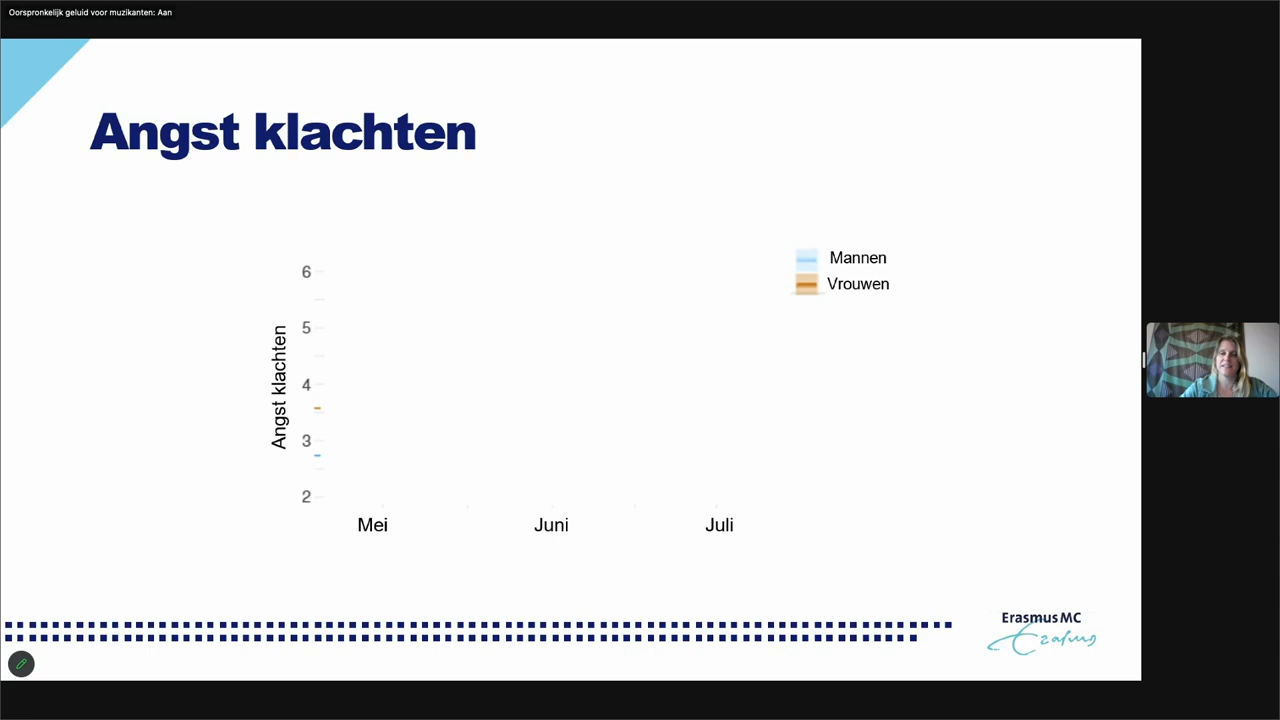 Oorspronkelijk geluid voor muzikanten: Aan
Angst klachten
Mannen
Vrouwen
6
5
4
3
2
Angst klachten
Mei
Juni
Juli
Erasmus MC
Erasmus